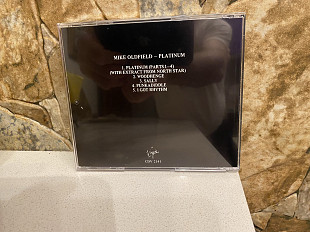 MIKE OLDFIELD – PLATINUM
1. PLATINUM (PARTS 1–4)
(WITH EXTRACT FROM NORTH STAR)
2. WOODHENGE
3. SALLY
4. PUNKADIDDLE
5. I GOT RHYTHM
Virgin
CDV 2141